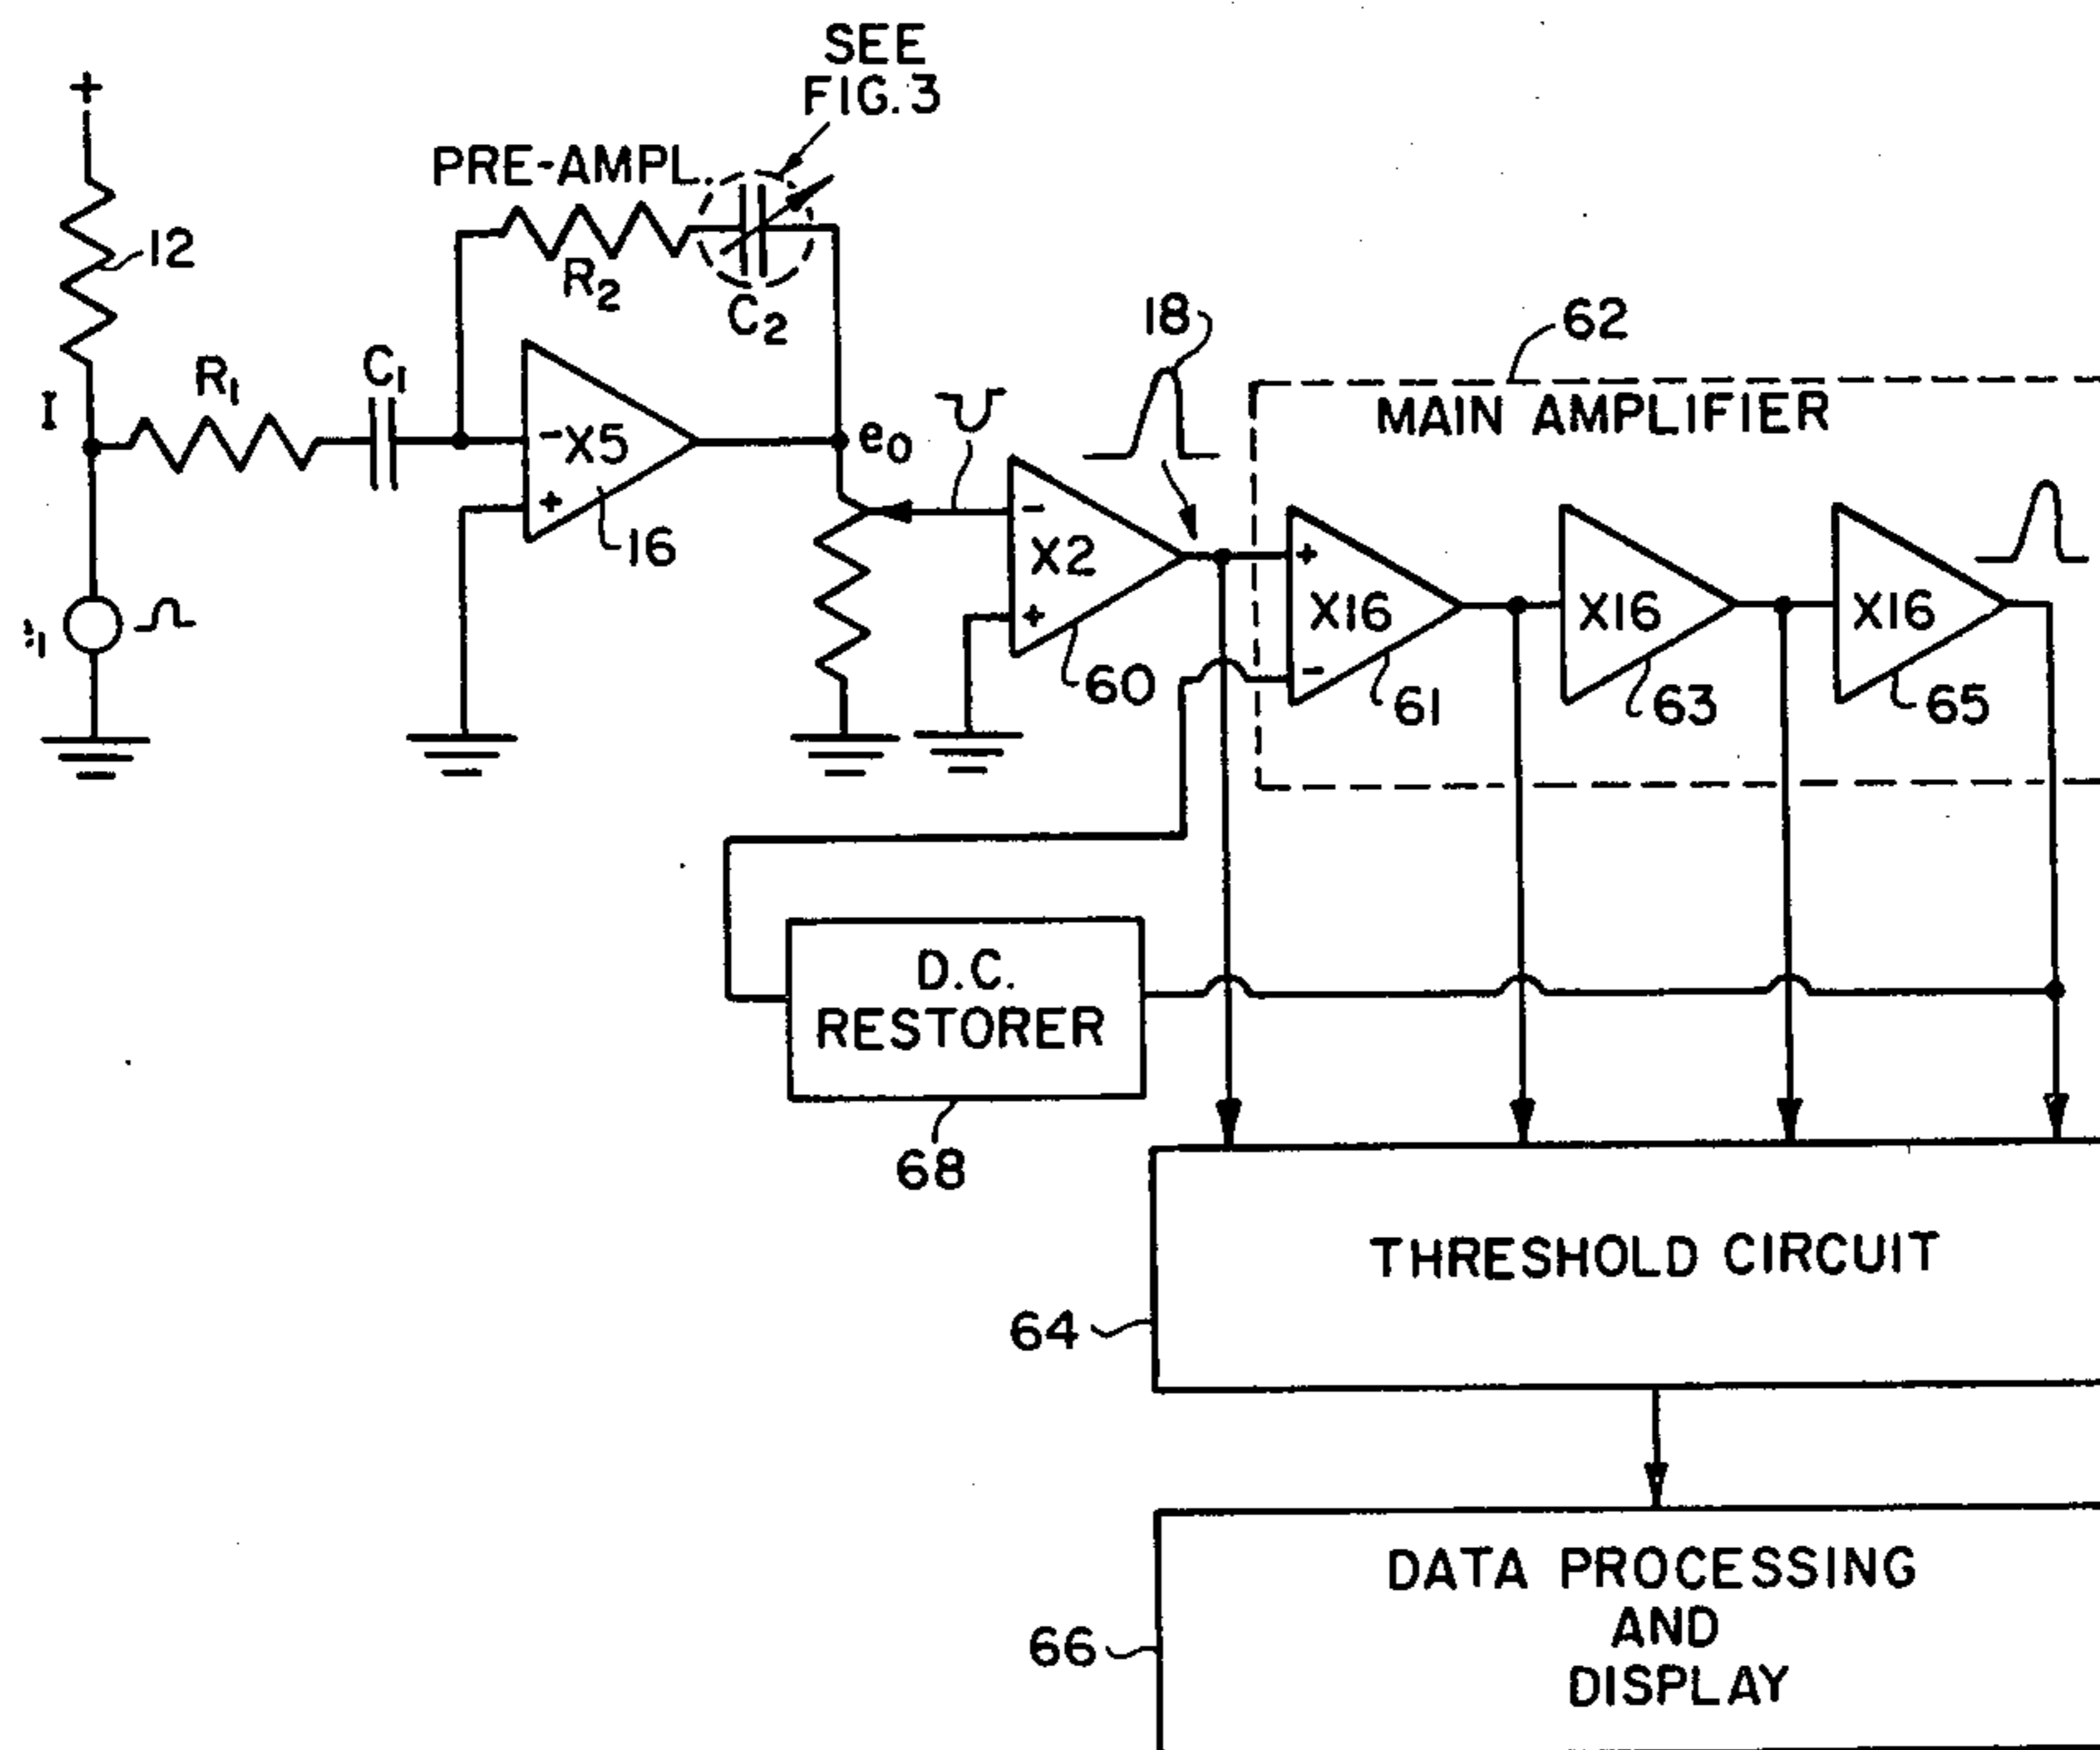 SEE
FIG. 3
+
PRE-AMPL.
12
R2
C2
18
62
I
R1
C1
MAIN AMPLIFIER
- X5
e0
+
16
-
X2
+
60
+
X16
-
61
X16
63
X16
65
D.C.
RESTORER
68
THRESHOLD CIRCUIT
64
DATA PROCESSING
AND
DISPLAY
66